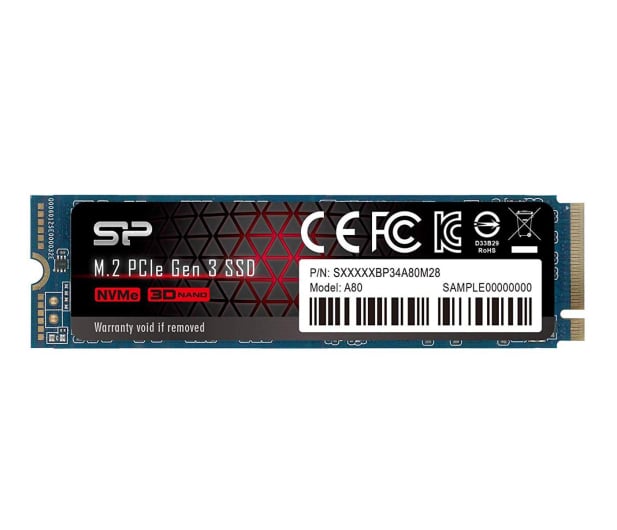 SP
M.2 PCIe Gen 3 SSD
NVMe 3D NAND
Warranty void if removed
CE FC
D33B29
RoHS
P/N: SXXXXXBP34A80M28
Model: A80 SAMPLE00000000